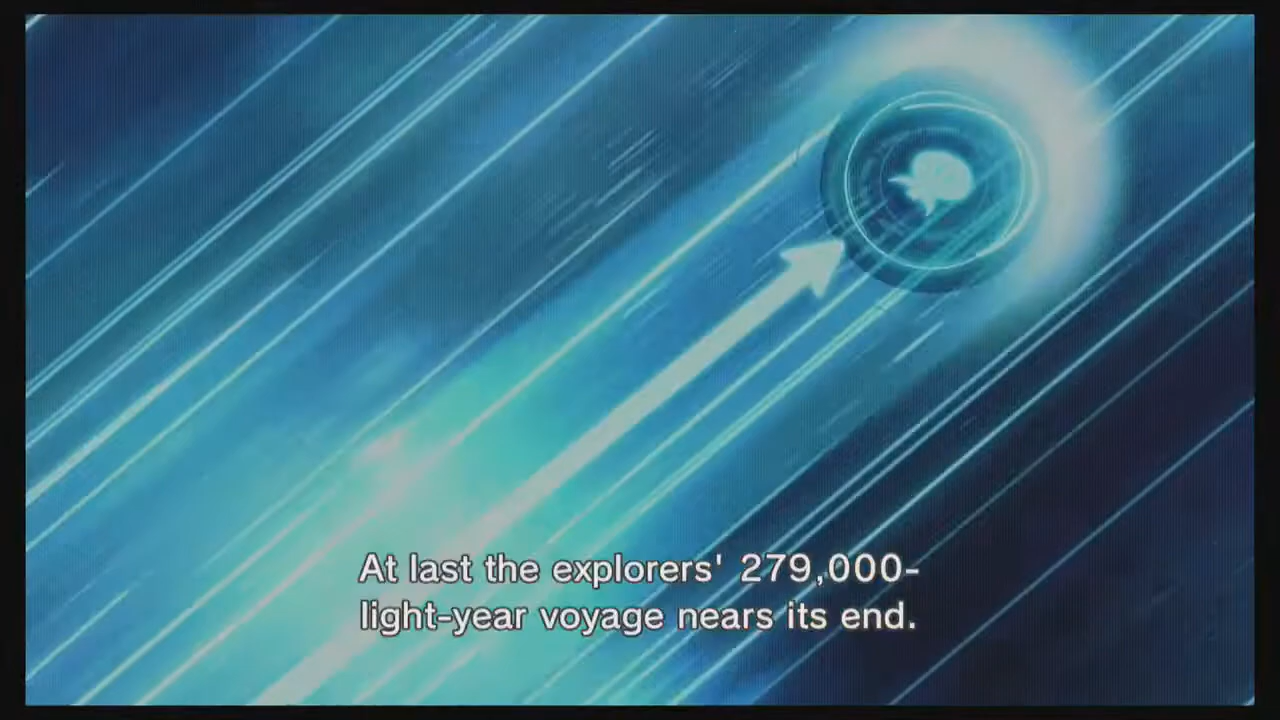 At last the explorers' 279,000-
light-year voyage nears its end.